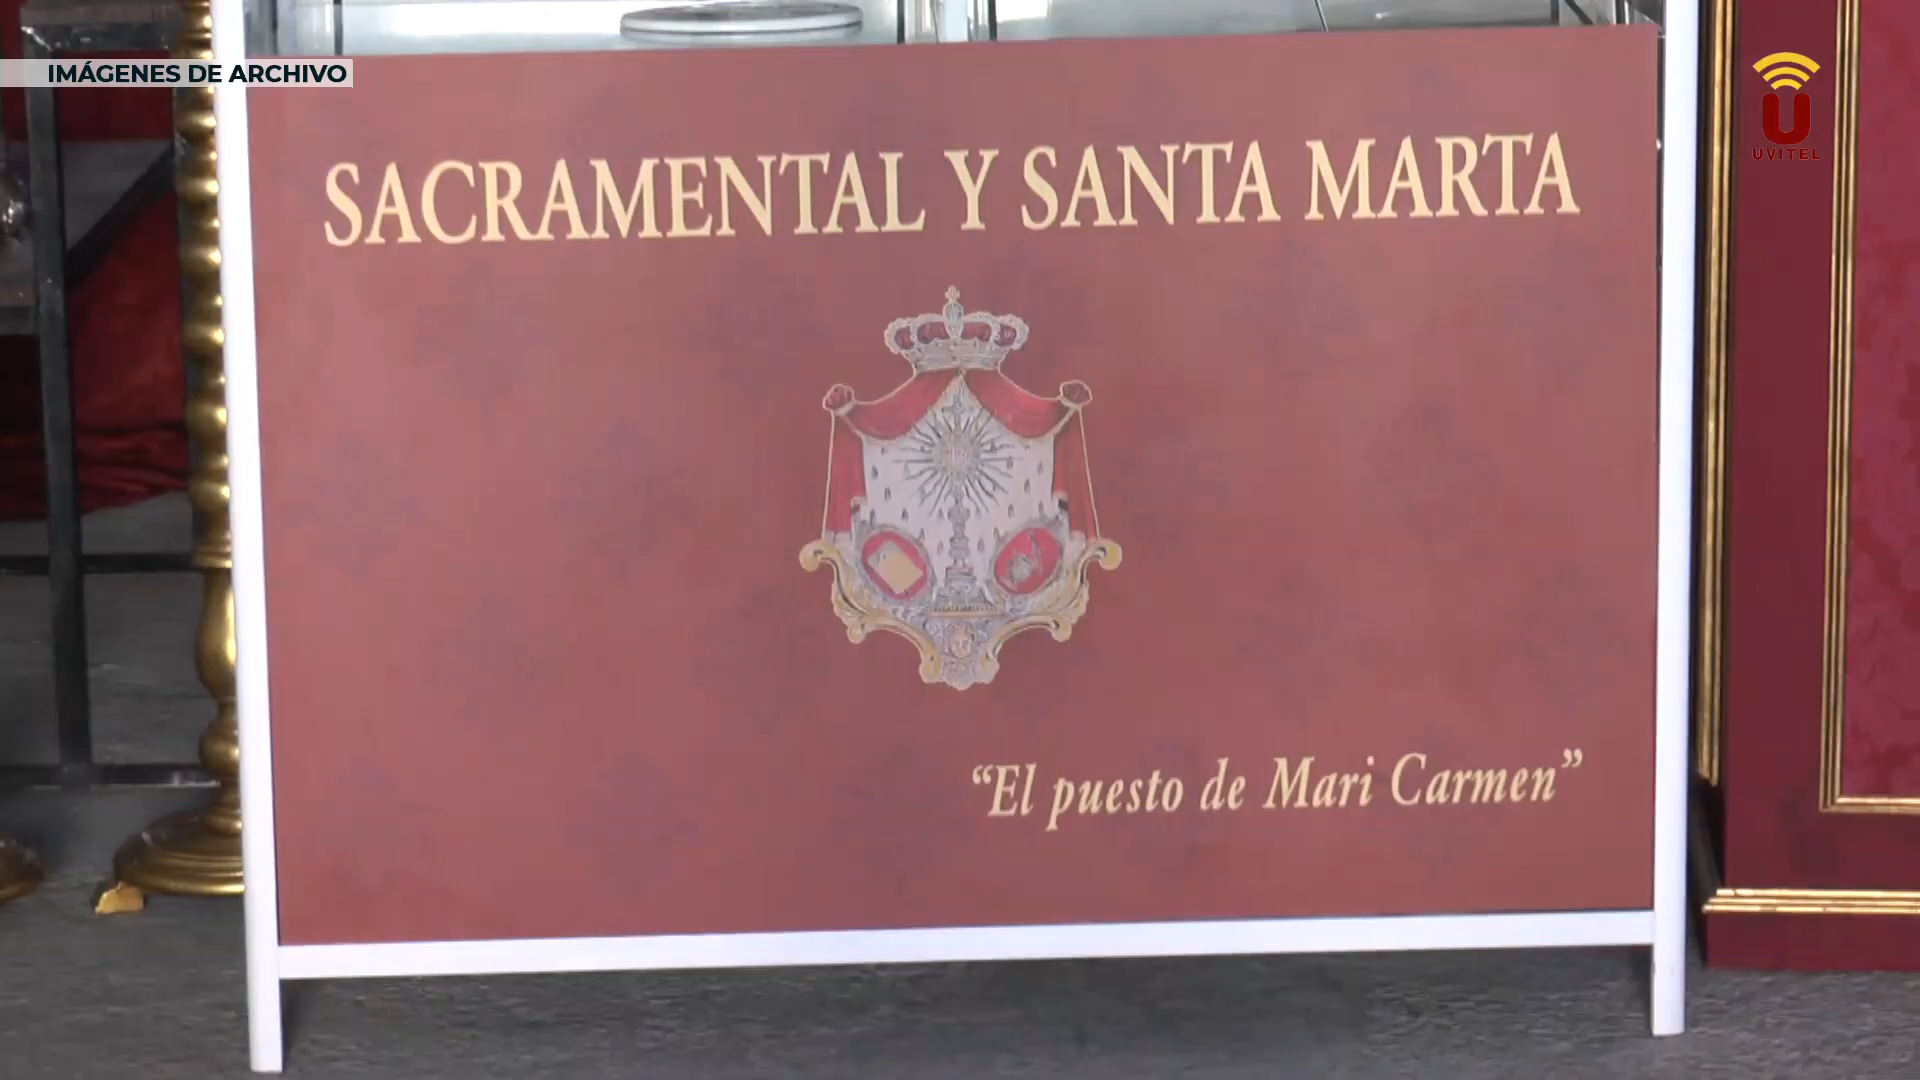 IMÁGENES DE ARCHIVO
UVITEL
SACRAMENTAL Y SANTA MARTA
“El puesto de Mari Carmen”